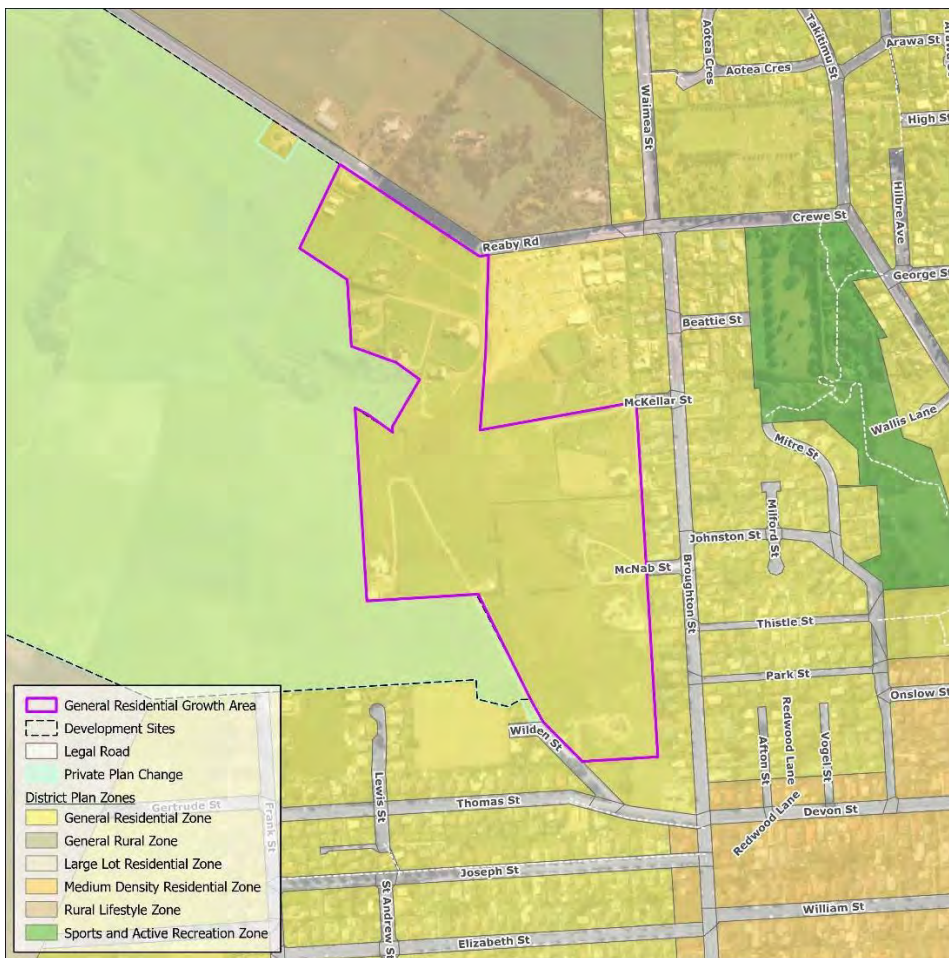 Takitimu St
Arawa St
Aotea Cres
Aotea Cres
Waimea St
High St
Hilbre Ave
Crewe St
Reaby Rd
George St
Beattie St
McKellar St
Wallis Lane
Mitre St
Milford St
Johnston St
McNab St
Broughton St
Thistle St
Park St
Onslow St
Redwood Lane
Afton St
Vogel St
Wilden St
Lewis St
Gertrude St
Frank St
Thomas St
Devon St
Redwood Lane
Joseph St
St Andrew St
William St
Elizabeth St
General Residential Growth Area
Development Sites
Legal Road
Private Plan Change
District Plan Zones
General Residential Zone
General Rural Zone
Large Lot Residential Zone
Medium Density Residential Zone
Rural Lifestyle Zone
Sports and Active Recreation Zone